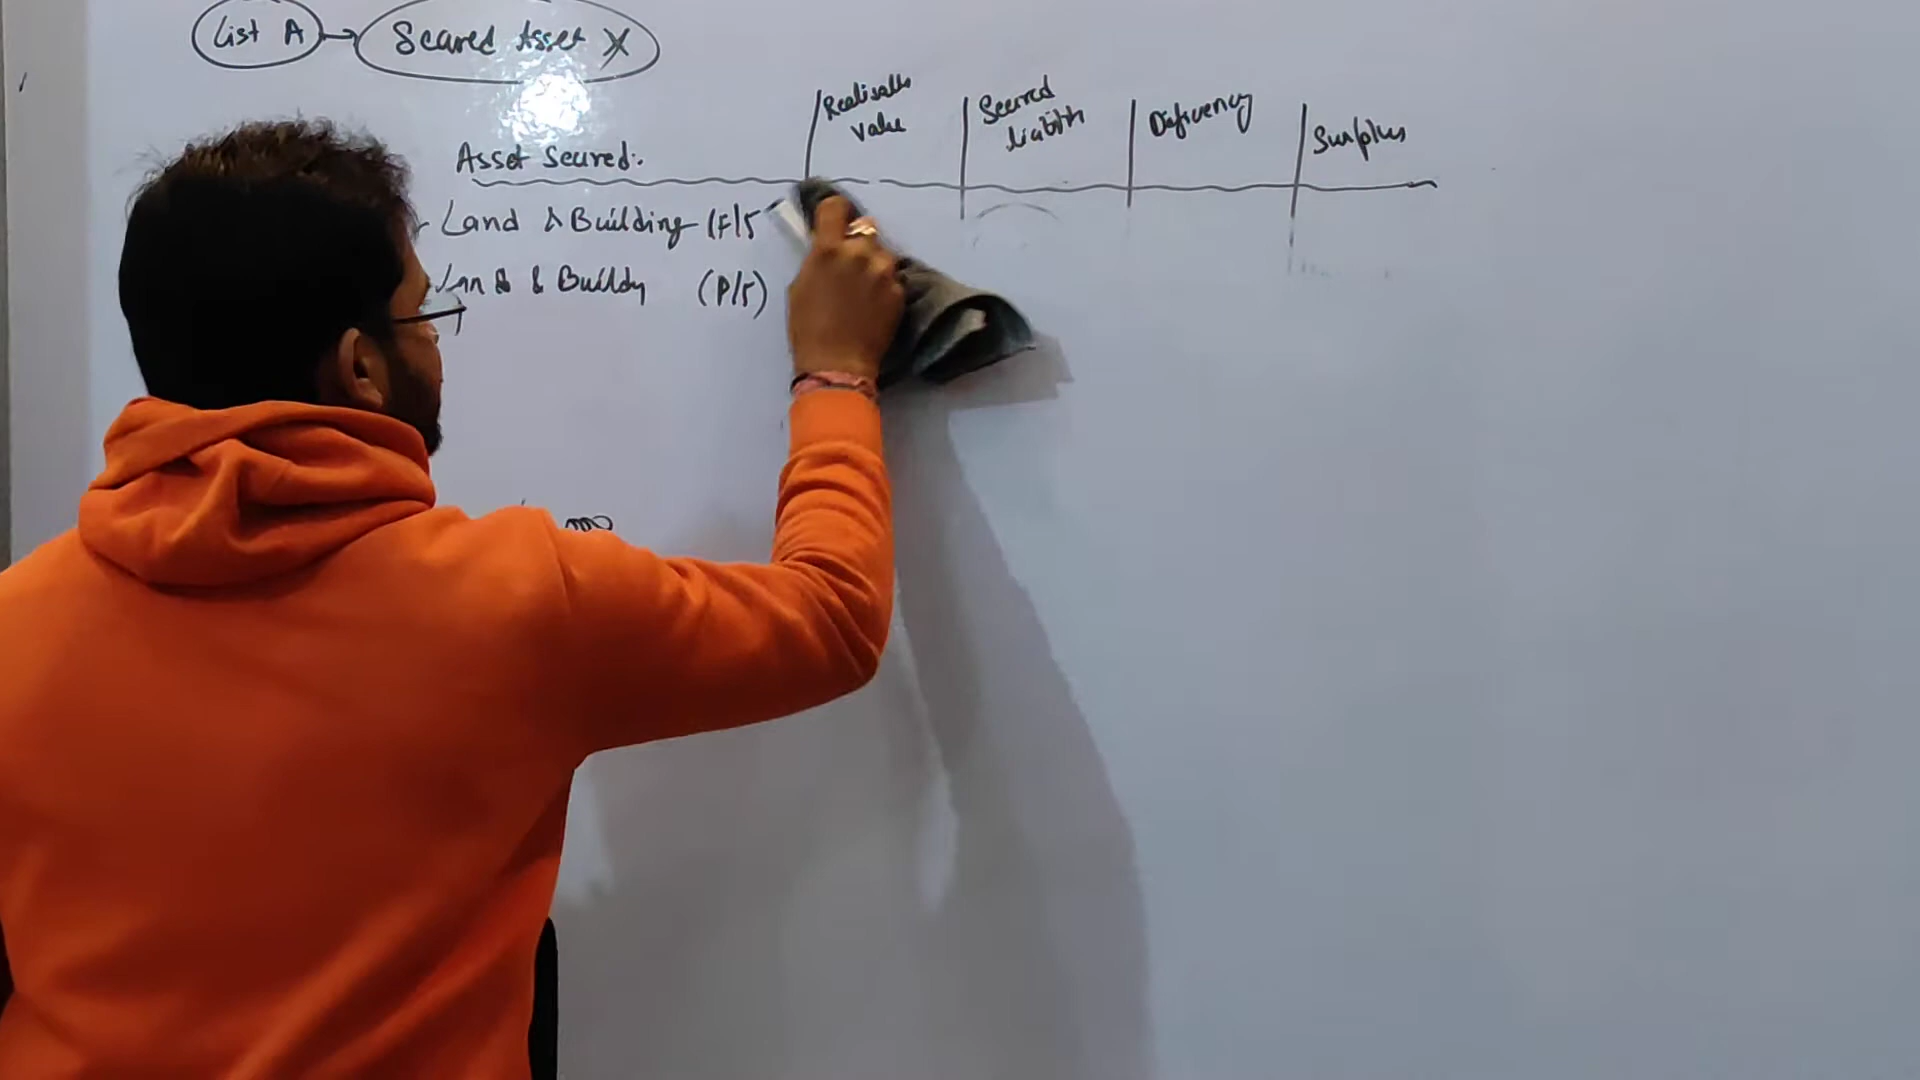 List A → Secured Asset X
Asset Secured:. Realisable value Secured liability Deficiency Surplus
Land & Building (F/S
Land & Building (P/S)